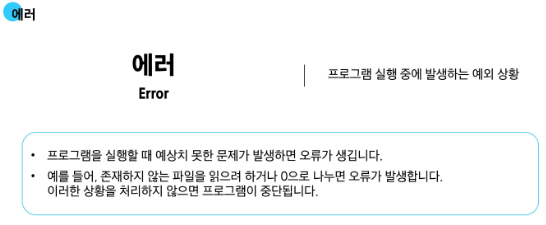 에러
에러
Error
프로그램 실행 중에 발생하는 예외 상황
• 프로그램을 실행할 때 예상치 못한 문제가 발생하면 오류가 생깁니다.
• 예를 들어, 존재하지 않는 파일을 읽으려 하거나 0으로 나누면 오류가 발생합니다.
이러한 상황을 처리하지 않으면 프로그램이 중단됩니다.